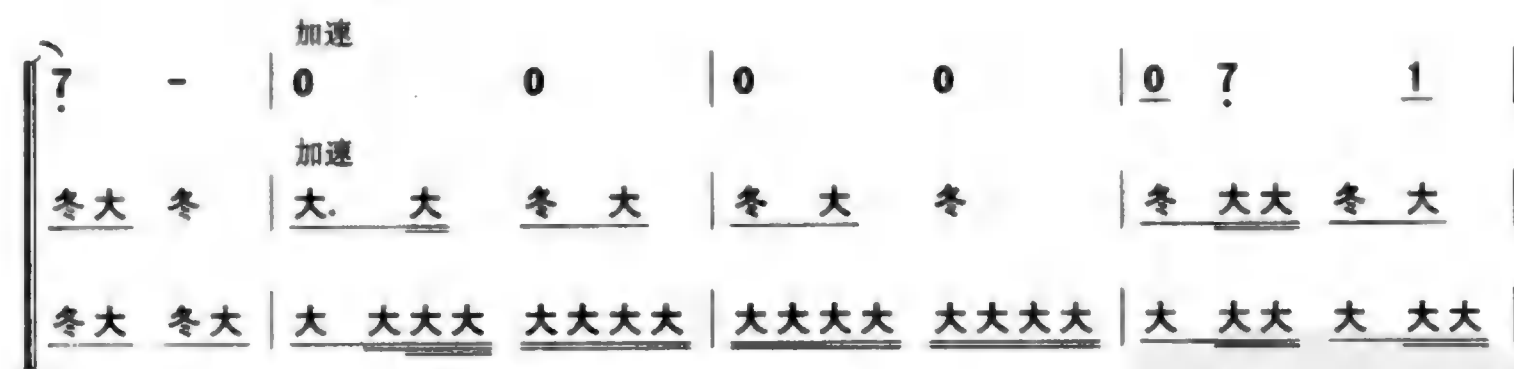 加速
7 - | 0 0 | 0 0 | 0 7 1 |
加速
冬大 冬 | 大. 大 冬 大 | 冬 大 冬 | 冬 大大 冬 大 |
冬大 冬大 | 大 大大大 大大大大 | 大大大大 大大大大 | 大 大大 大 大大 |